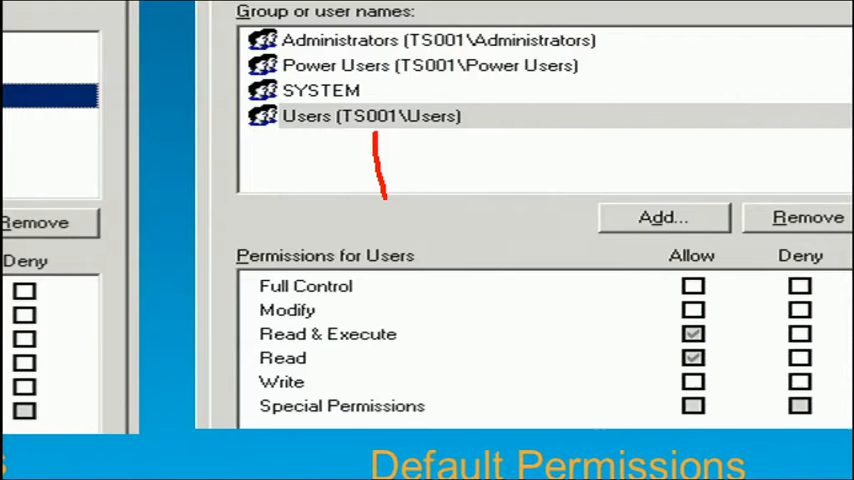 Group or user names:
Administrators (TS001\Administrators)
Power Users (TS001\Power Users)
SYSTEM
Users (TS001\Users)
Remove
Add... Remove
Deny
Permissions for Users Allow Deny
Full Control
Modify
Read & Execute
Read
Write
Special Permissions
Default Permissions